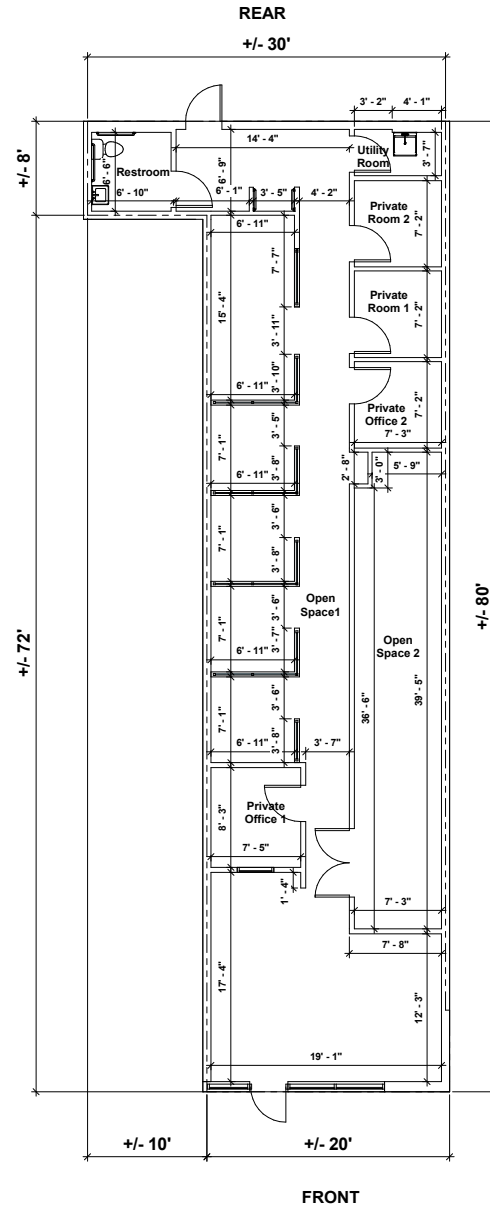 REAR
+/- 30'
3' - 2"
4' - 1"
+/- 8'
6' - 6"
Restroom
6' - 10"
14' - 4"
6' - 9"
6' - 1"
3' - 5"
4' - 2"
Utility
Room
3' - 7"
6' - 11"
7' - 7"
15' - 4"
3' - 11"
3' - 10"
6' - 11"
Private
Room 2
7' - 2"
Private
Room 1
7' - 2"
Private
Office 2
7' - 2"
7' - 3"
7' - 1"
3' - 5"
3' - 8"
6' - 11"
2' - 8"
3' - 0"
5' - 9"
7' - 1"
3' - 6"
3' - 8"
7' - 1"
3' - 6"
3' - 7"
6' - 11"
Open
Space1
Open
Space 2
+/- 72'
+/- 80'
36' - 6"
39' - 5"
7' - 1"
3' - 6"
3' - 8"
6' - 11"
3' - 7"
8' - 3"
Private
Office 1
7' - 5"
1' - 4"
7' - 3"
7' - 8"
17' - 4"
12' - 3"
19' - 1"
+/- 10'
+/- 20'
FRONT